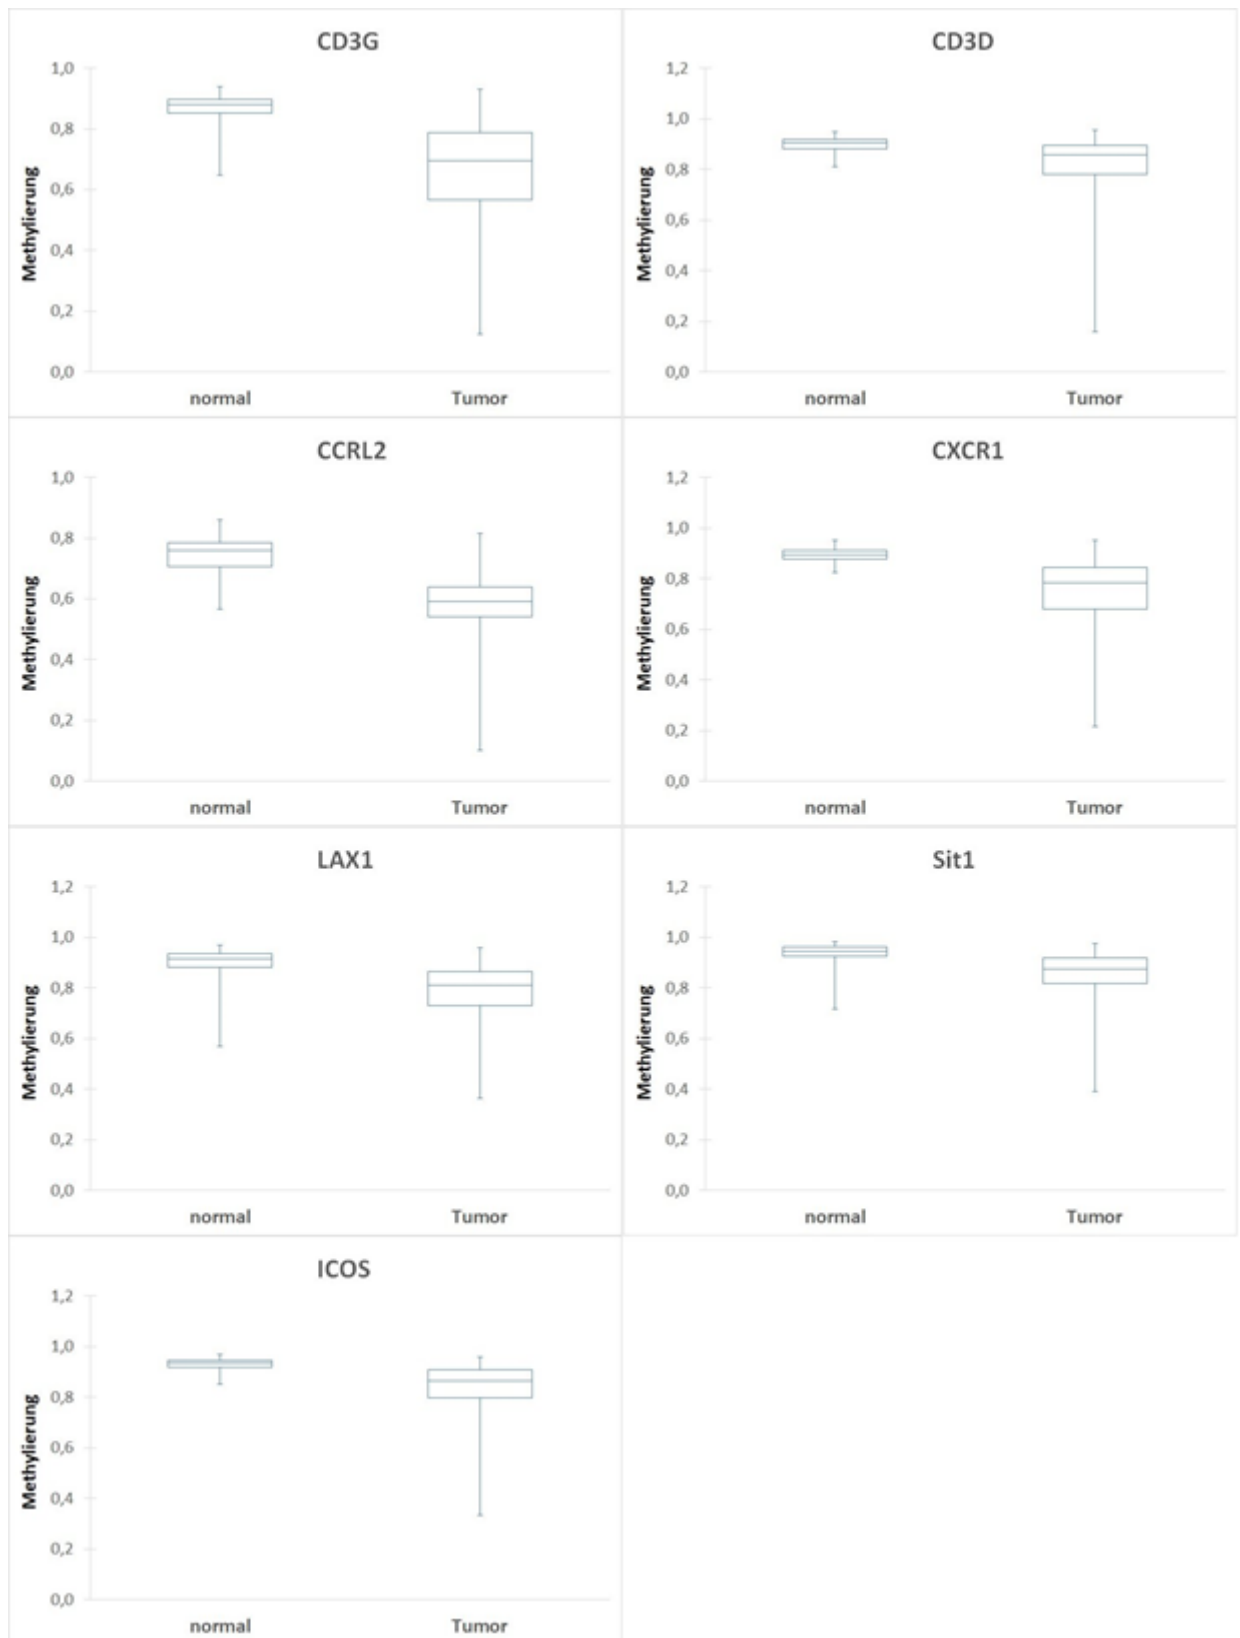 CD3G
1,0
0,8
0,6
0,4
0,2
0,0
Methylierung
normal Tumor
CD3D
1,2
1,0
0,8
0,6
0,4
0,2
0,0
Methylierung
normal Tumor
CCRL2
1,0
0,8
0,6
0,4
0,2
0,0
Methylierung
normal Tumor
CXCR1
1,2
1,0
0,8
0,6
0,4
0,2
0,0
Methylierung
normal Tumor
LAX1
1,2
1,0
0,8
0,6
0,4
0,2
0,0
Methylierung
normal Tumor
Sit1
1,2
1,0
0,8
0,6
0,4
0,2
0,0
Methylierung
normal Tumor
ICOS
1,2
1,0
0,8
0,6
0,4
0,2
0,0
Methylierung
normal Tumor